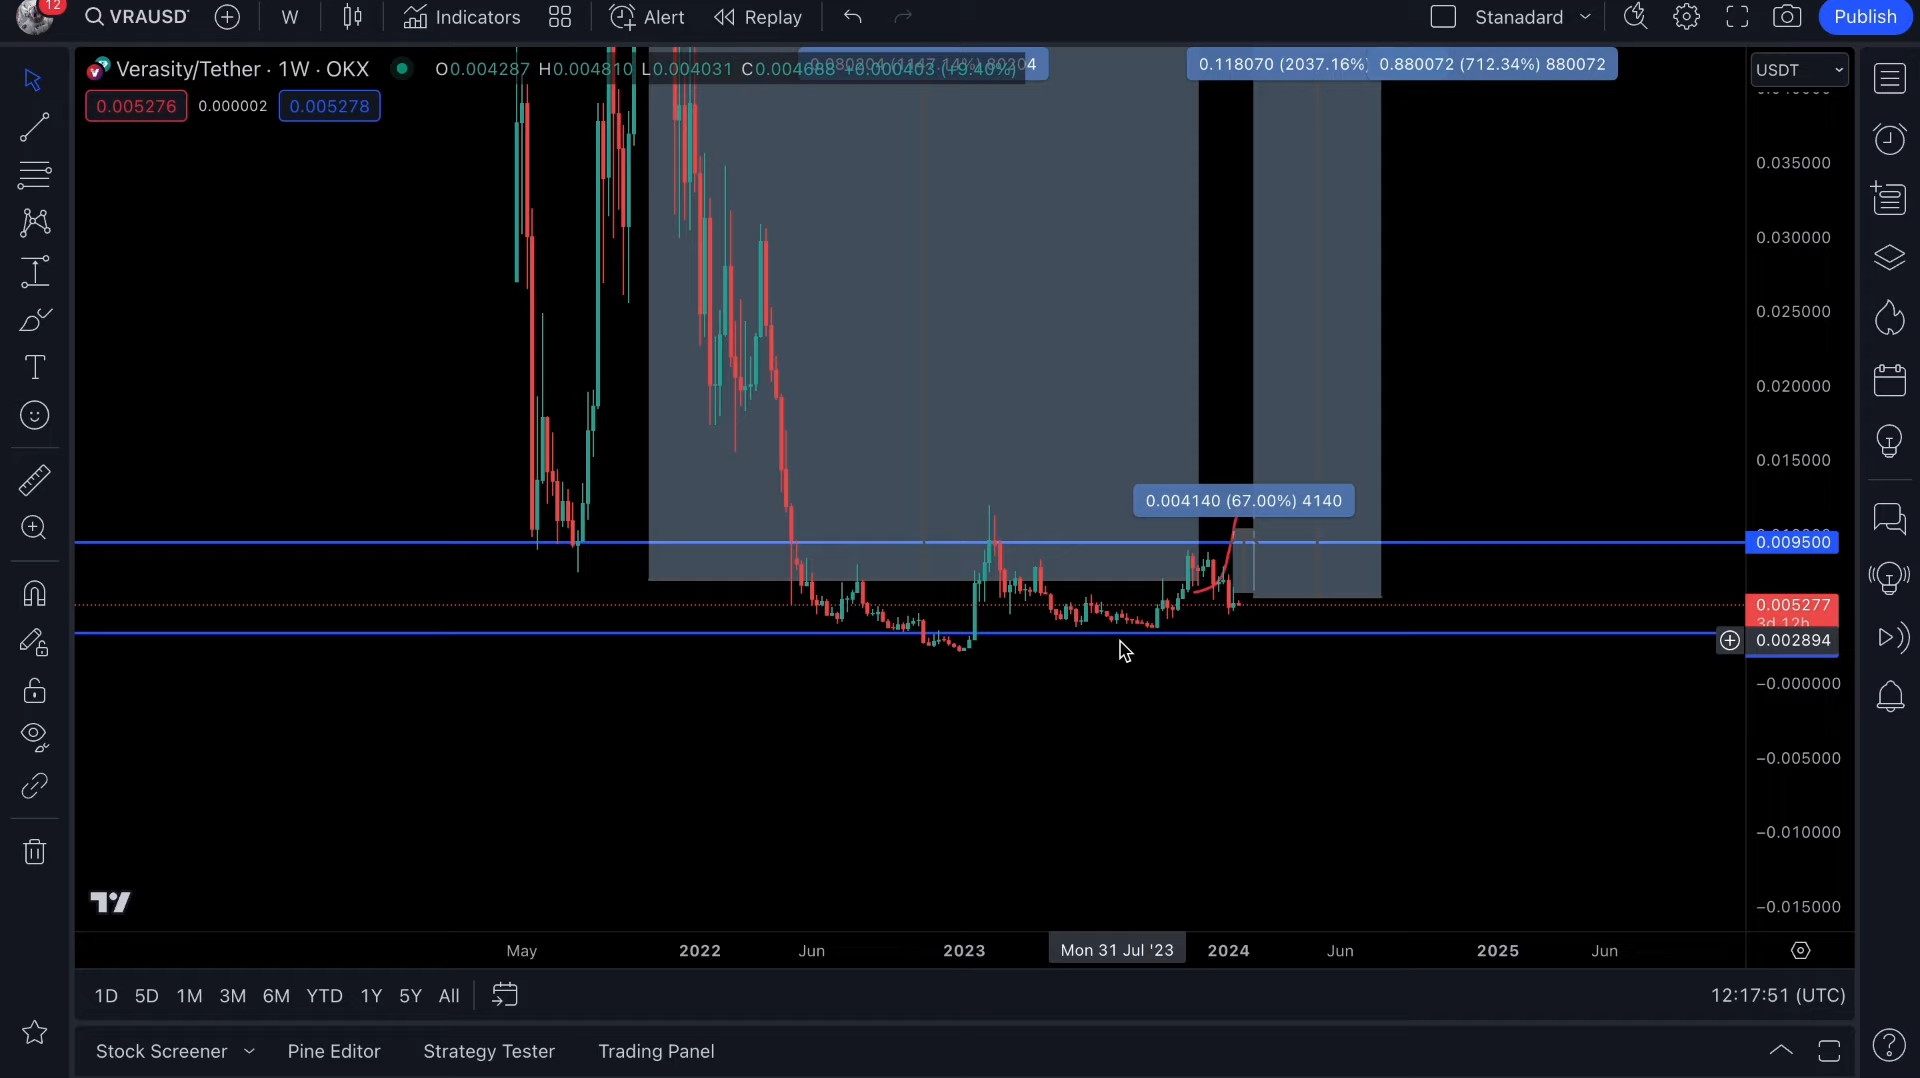 12
VRAUSD
W
Indicators
Alert
Replay
Stanadard
Publish
Verasity/Tether · 1W · OKX
O0.004287 H0.004810 L0.004031 C0.004688 +0.000403 (+9.40%)
0.118070 (2037.16%)
0.880072 (712.34%) 880072
USDT
0.005276
0.000002
0.005278
0.035000
0.030000
0.025000
0.020000
0.015000
0.004140 (67.00%) 4140
0.009500
0.005277
3d 12h
0.002894
−0.000000
−0.005000
−0.010000
−0.015000
May
2022
Jun
2023
Mon 31 Jul '23
2024
Jun
2025
Jun
1D 5D 1M 3M 6M YTD 1Y 5Y All
12:17:51 (UTC)
Stock Screener
Pine Editor
Strategy Tester
Trading Panel